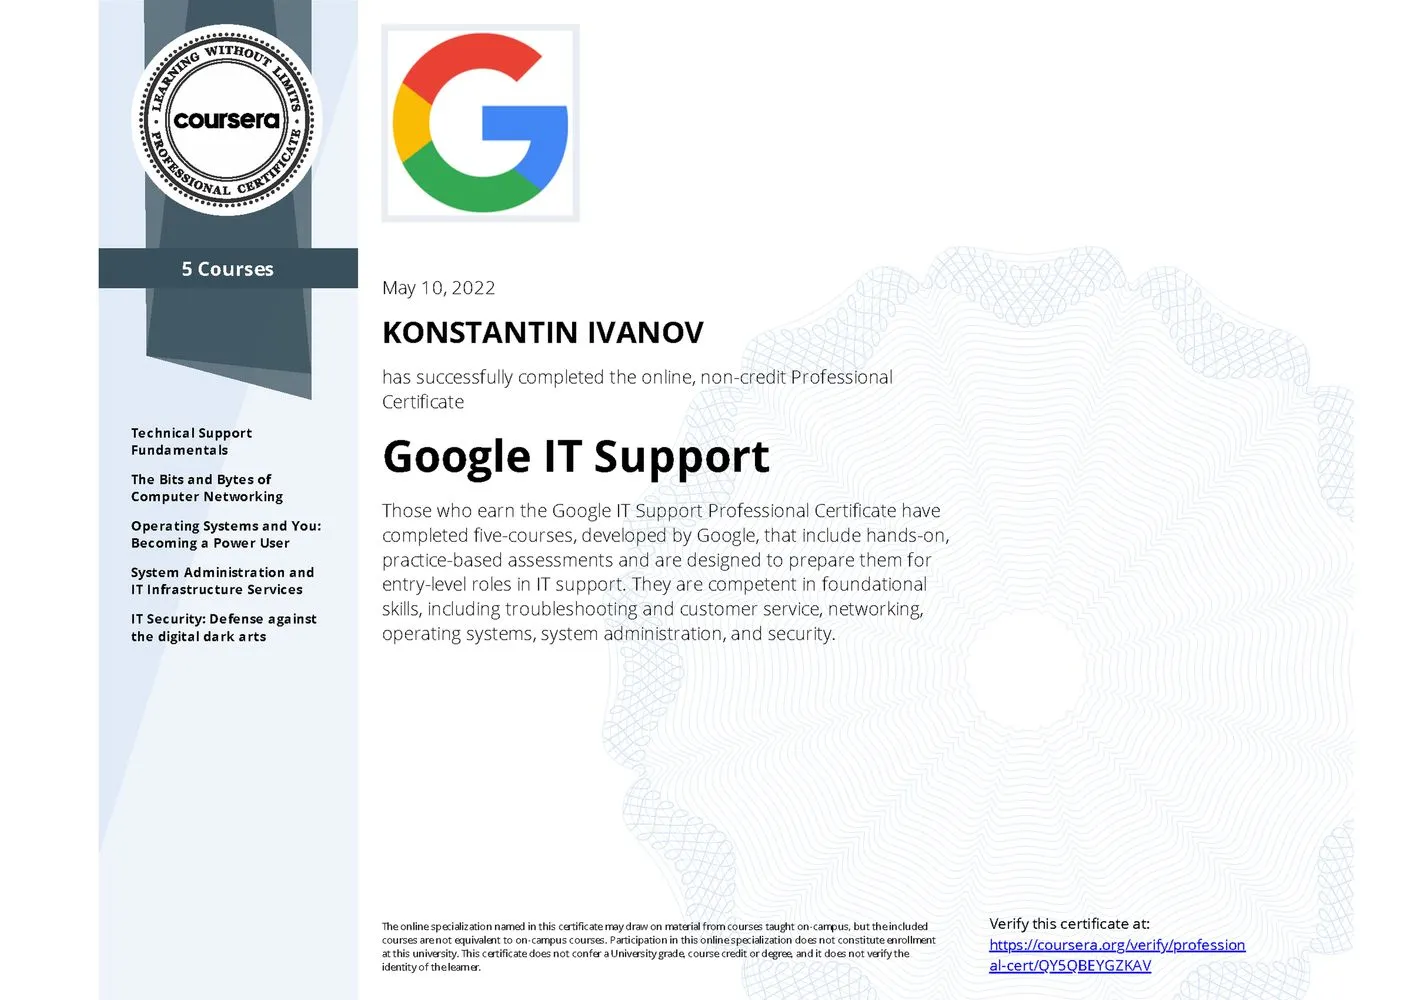 LEARNING WITHOUT LIMITS
coursera
PROFESSIONAL CERTIFICATE
5 Courses
Technical Support
Fundamentals
The Bits and Bytes of
Computer Networking
Operating Systems and You:
Becoming a Power User
System Administration and
IT Infrastructure Services
IT Security: Defense against
the digital dark arts
May 10, 2022
KONSTANTIN IVANOV
has successfully completed the online, non-credit Professional
Certificate
Google IT Support
Those who earn the Google IT Support Professional Certificate have
completed five-courses, developed by Google, that include hands-on,
practice-based assessments and are designed to prepare them for
entry-level roles in IT support. They are competent in foundational
skills, including troubleshooting and customer service, networking,
operating systems, system administration, and security.
The online specialization named in this certificate may draw on material from courses taught on-campus, but the included
courses are not equivalent to on-campus courses. Participation in this online specialization does not constitute enrollment
at this university. This certificate does not confer a University grade, course credit or degree, and it does not verify the
identity of the learner.
Verify this certificate at:
https://coursera.org/verify/profession
al-cert/QY5QBEYGZKAV